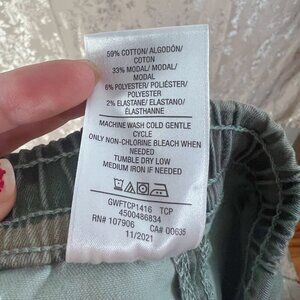 59% COTTON/ ALGODÓN/
COTON
33% MODAL/ MODAL/
MODAL
6% POLYESTER/ POLIÉSTER/
POLYESTER
2% ELASTANE/ ELASTANO/
ÉLASTHANNE
MACHINE WASH COLD GENTLE
CYCLE
ONLY NON-CHLORINE BLEACH WHEN
NEEDED
TUMBLE DRY LOW
MEDIUM IRON IF NEEDED
GWFTCP1416 TCP
4500486834
RN# 107906 CA# 00635
11/2021